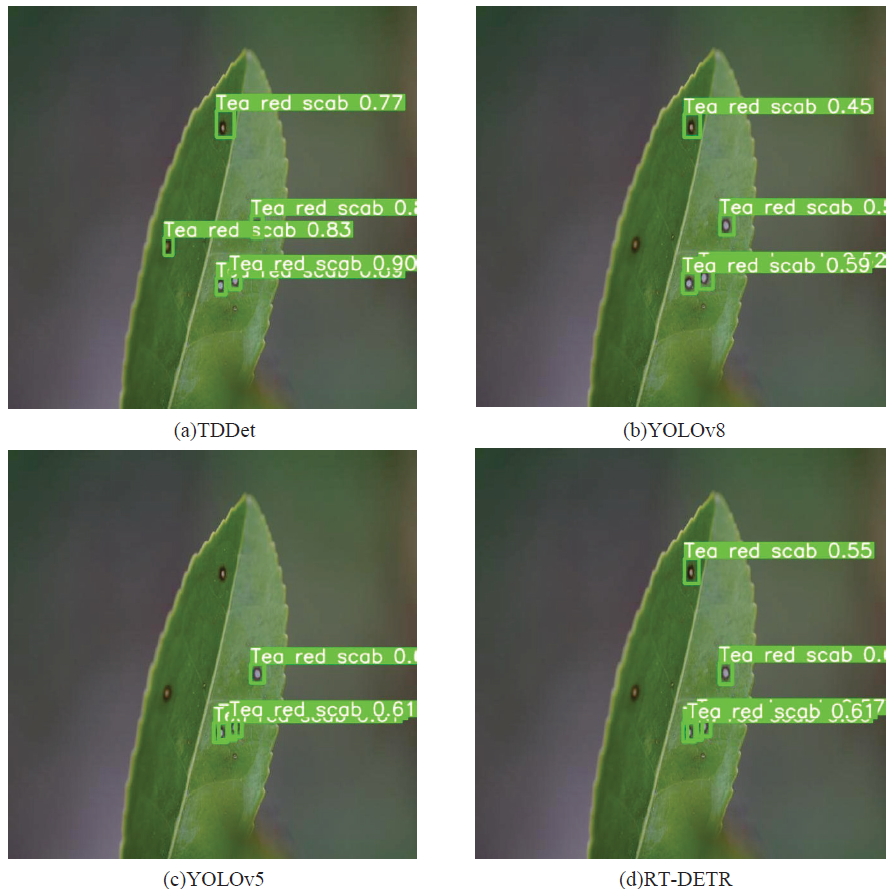 Tea red scab 0.77
Tea red scab 0.8
Tea red scab 0.83
Tea red scab 0.90
0.89
(a)TDDet
Tea red scab 0.45
Tea red scab 0.5
Tea red scab 0.59
(b)YOLOv8
Tea red scab 0.6
Tea red scab 0.61
(c)YOLOv5
Tea red scab 0.55
Tea red scab 0.6
Tea red scab 0.61
(d)RT-DETR